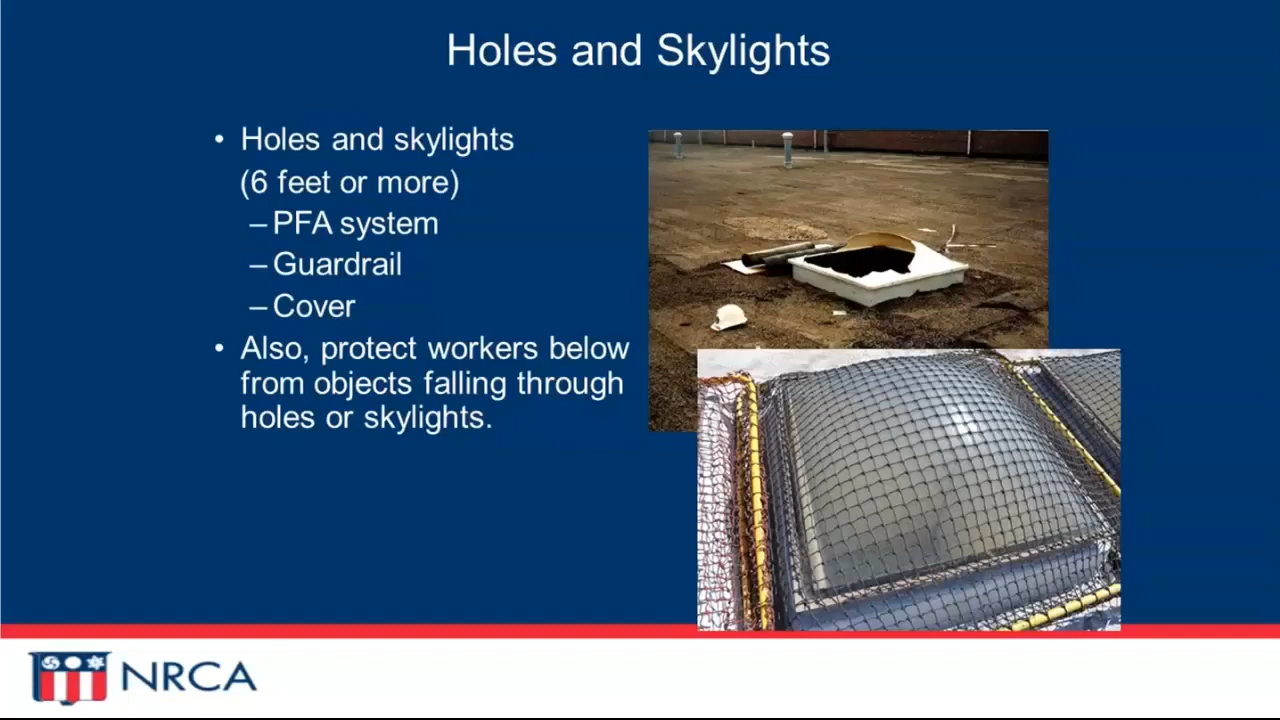 Holes and Skylights
• Holes and skylights
(6 feet or more)
– PFA system
– Guardrail
– Cover
• Also, protect workers below
from objects falling through
holes or skylights.
NRCA